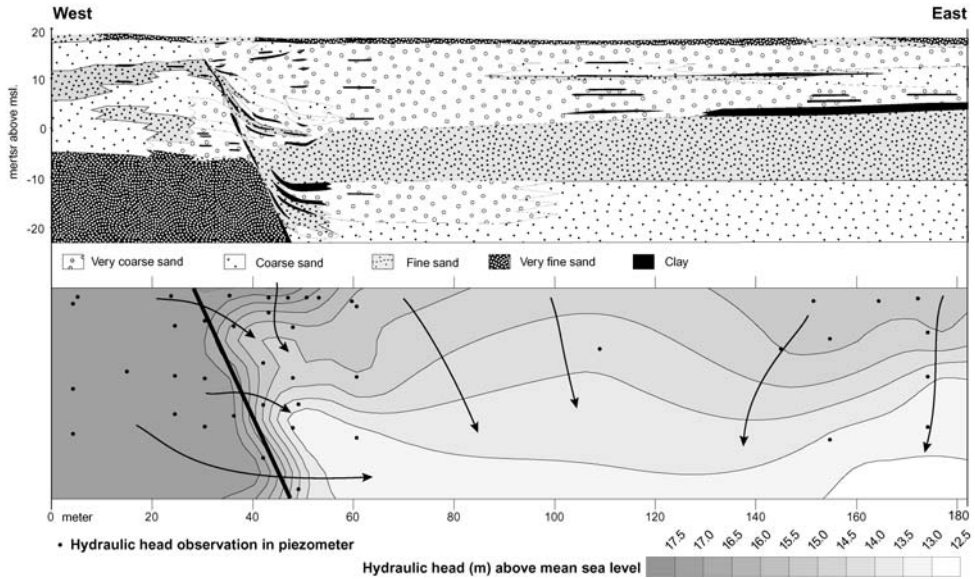 West East
20
10
0
-10
-20
mertsr above msl.
Very coarse sand Coarse sand Fine sand Very fine sand Clay
0 meter 20 40 60 80 100 120 140 160 180
• Hydraulic head observation in piezometer
Hydraulic head (m) above mean sea level
17.5 17.0 16.5 16.0 15.5 15.0 14.5 14.0 13.5 13.0 12.5